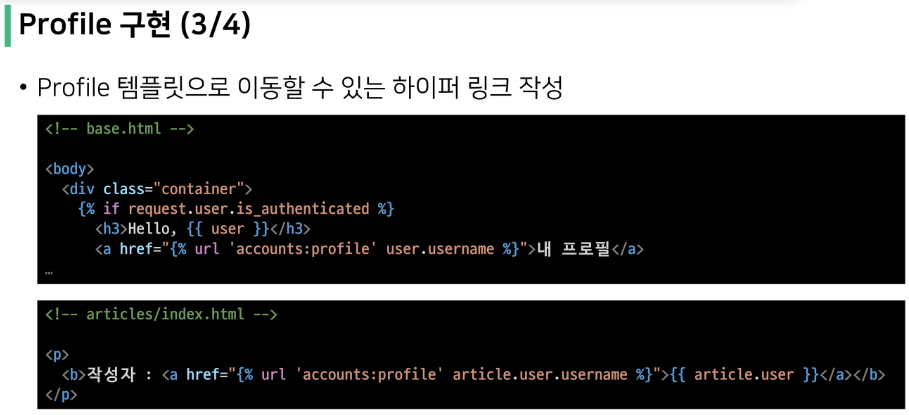 Profile 구현 (3/4)
• Profile 템플릿으로 이동할 수 있는 하이퍼 링크 작성
<!-- base.html -->
<body>
<div class="container">
{% if request.user.is_authenticated %}
<h3>Hello, {{ user }}</h3>
<a href="{% url 'accounts:profile' user.username %}">내 프로필</a>
…
<!-- articles/index.html -->
<p>
<b>작성자 : <a href="{% url 'accounts:profile' article.user.username %}">{{ article.user }}</a></b>
</p>